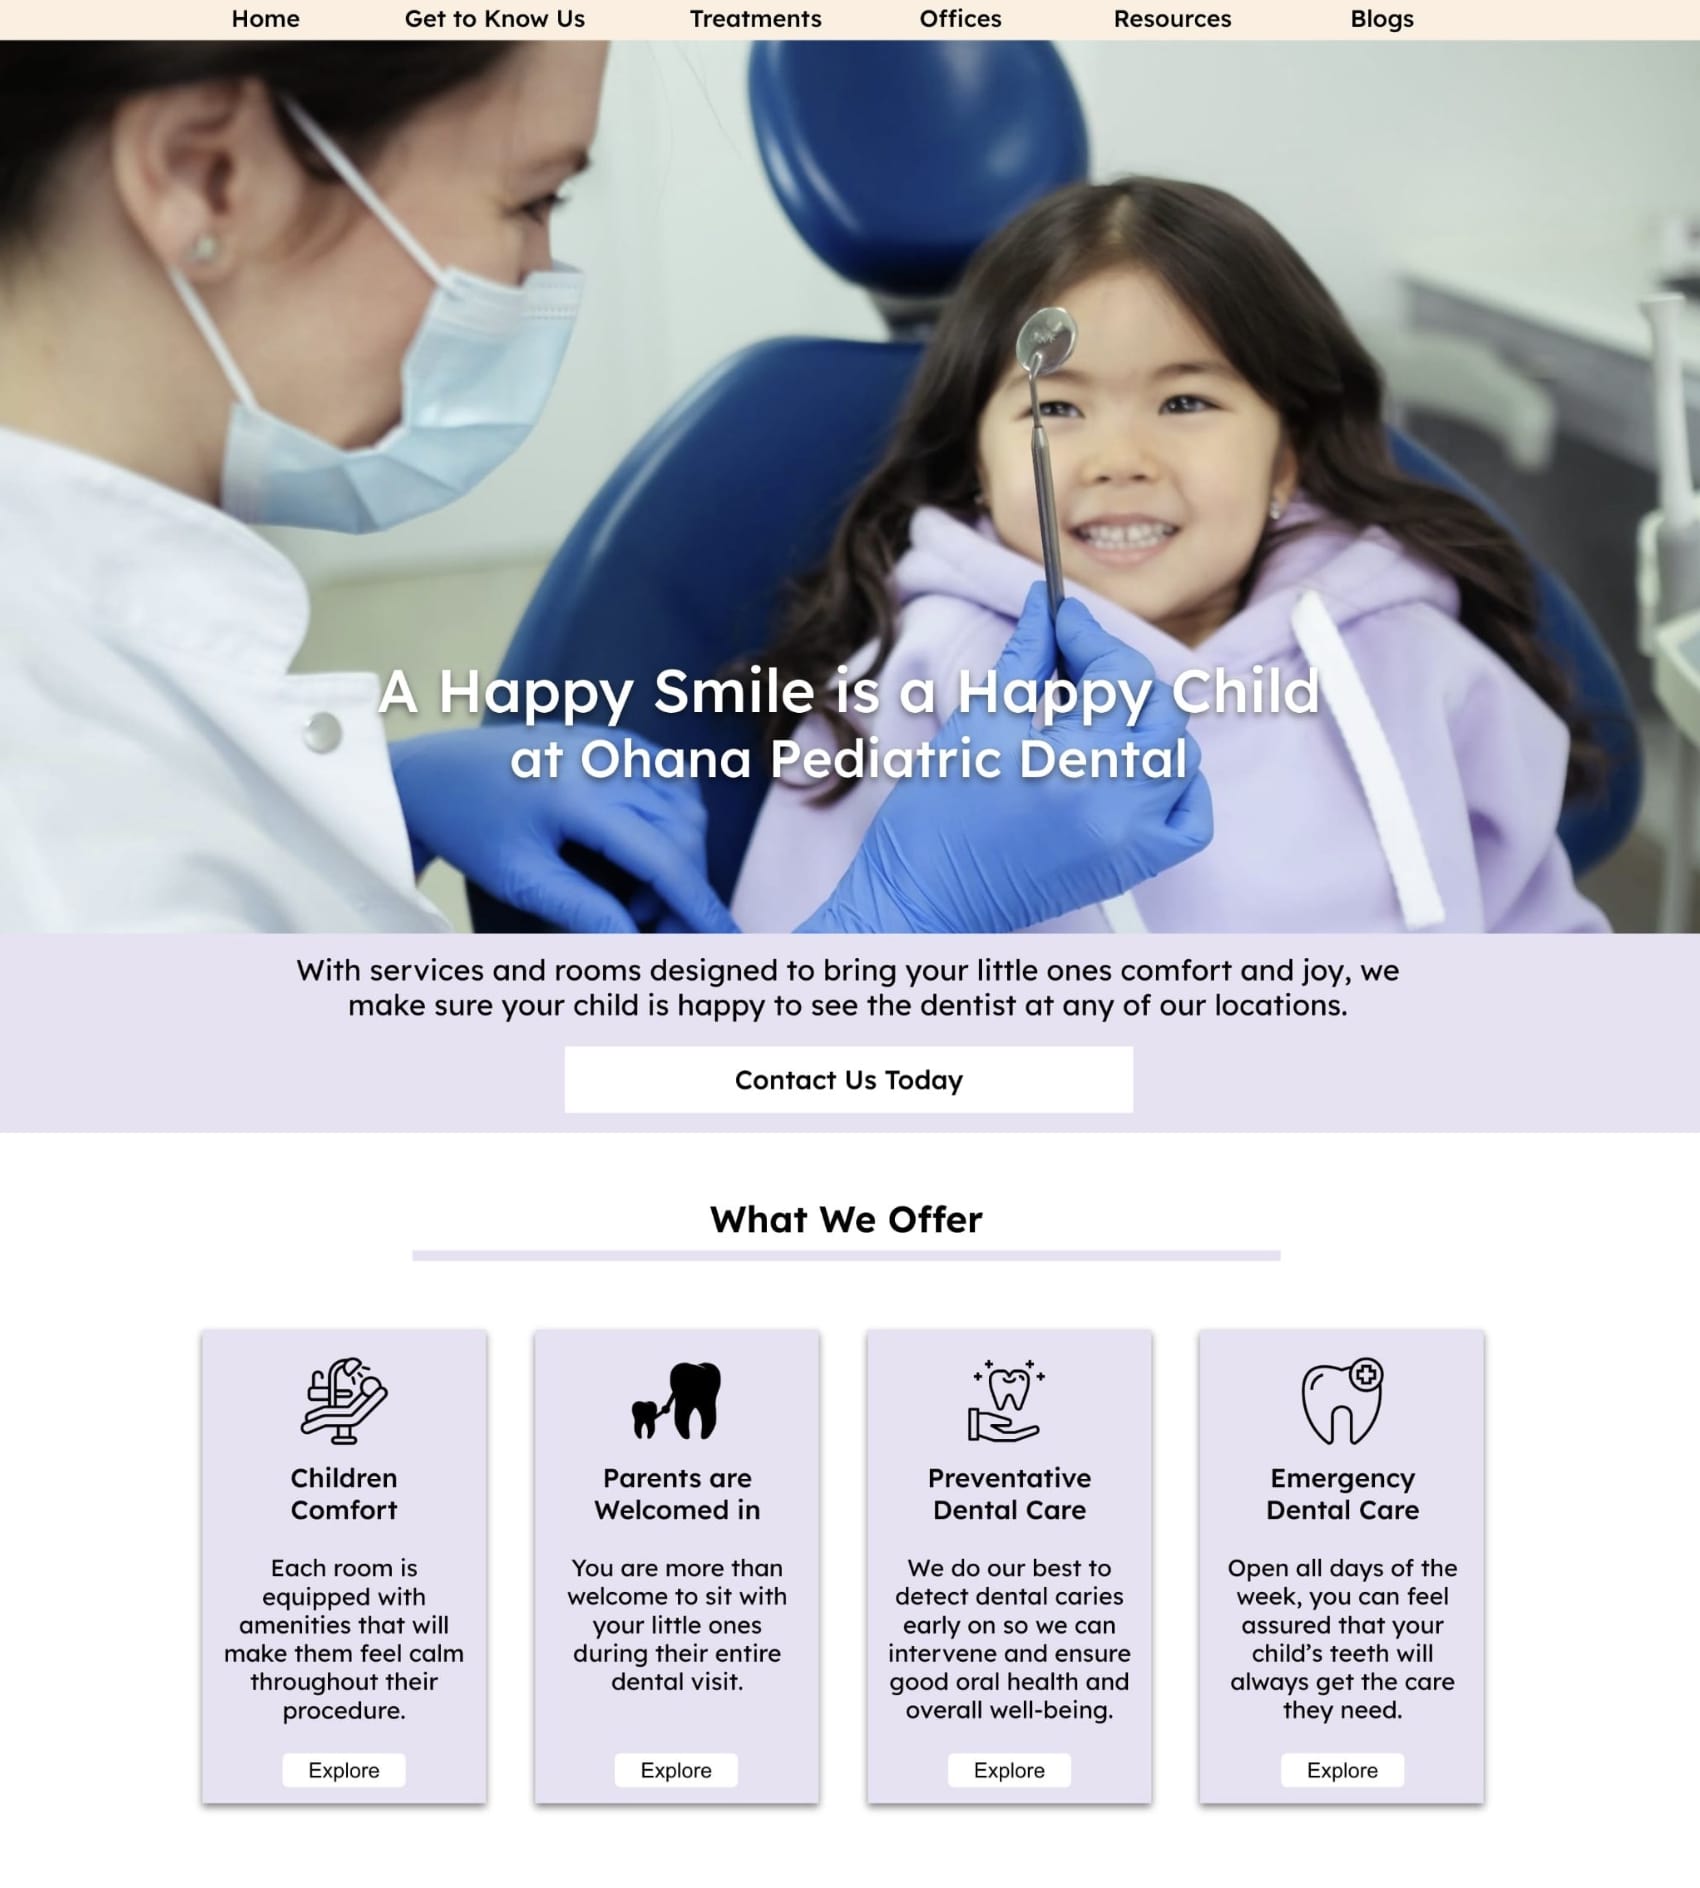 Home Get to Know Us Treatments Offices Resources Blogs
A Happy Smile is a Happy Child
at Ohana Pediatric Dental
With services and rooms designed to bring your little ones comfort and joy, we
make sure your child is happy to see the dentist at any of our locations.
Contact Us Today
What We Offer
Children
Comfort
Each room is
equipped with
amenities that will
make them feel calm
throughout their
procedure.
Explore
Parents are
Welcomed in
You are more than
welcome to sit with
your little ones
during their entire
dental visit.
Explore
Preventative
Dental Care
We do our best to
detect dental caries
early on so we can
intervene and ensure
good oral health and
overall well-being.
Explore
Emergency
Dental Care
Open all days of the
week, you can feel
assured that your
child’s teeth will
always get the care
they need.
Explore